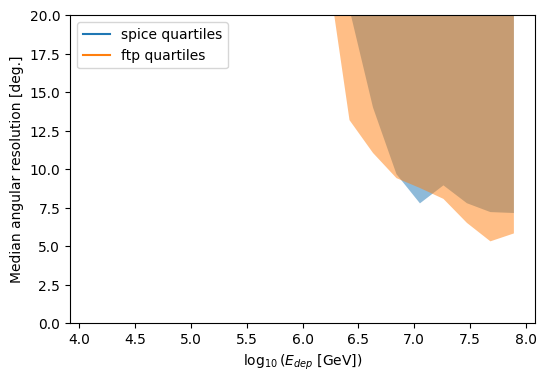 20.0
17.5
15.0
12.5
10.0
7.5
5.0
2.5
0.0
Median angular resolution [deg.]
spice quartiles
ftp quartiles
4.0 4.5 5.0 5.5 6.0 6.5 7.0 7.5 8.0
log₁₀ (E_dep [GeV])